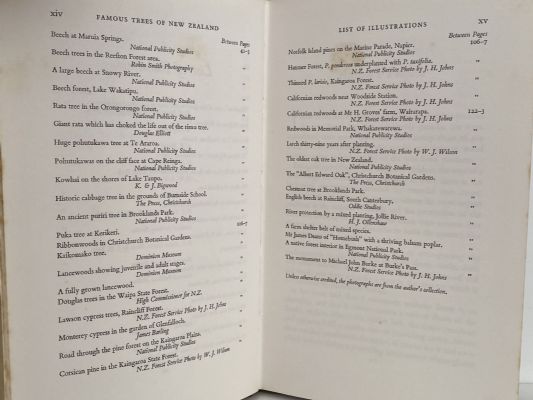 xiv FAMOUS TREES OF NEW ZEALAND
Between Pages
Beech at Maruia Springs.
National Publicity Studies 42-3
Beech trees in the Reefton Forest area.
Robin Smith Photography "
A large beech at Snowy River.
National Publicity Studios "
Beech forest, Lake Wakatipu.
National Publicity Studios "
Rata tree in the Orongorongo forest.
National Publicity Studios "
Giant rata which has choked the life out of the rimu tree.
Douglas Elliott "
Huge pohutukawa tree at Te Araroa.
National Publicity Studios "
Pohutukawas on the cliff face at Cape Reinga.
National Publicity Studios "
Kowhai on the shores of Lake Taupo.
K. & J. Bigwood "
Historic cabbage tree in the grounds of Burnside School.
The Press, Christchurch "
An ancient puriri tree in Brooklands Park.
National Publicity Studios "
Puka tree at Kerikeri.
Ribbonwoods in Christchurch Botanical Gardens.
Kaikomako tree.
Dominion Museum "
Lancewoods showing juvenile and adult stages.
Dominion Museum "
A fully grown lancewood.
Douglas trees in the Waipa State Forest.
High Commissioner for N.Z. "
Lawson cypress trees, Raincliff Forest.
N.Z. Forest Service Photo by J. H. Johns "
Monterey cypress in the garden of Glenfalloch.
James Barling "
Road through the pine forest on the Kaingaroa Plains.
National Publicity Studios "
Corsican pine in the Kaingaroa State Forest.
N.Z. Forest Service Photo by W. J. Wilson "
LIST OF ILLUSTRATIONS XV
Between Pages
Norfolk Island pines on the Marine Parade, Napier.
National Publicity Studios 106-7
Hanmer Forest, P. ponderosa underplanted with P. taxifolia.
N.Z. Forest Service Photo by J. H. Johns "
Thinned P. laricio, Kaingaroa Forest.
N.Z. Forest Service Photo by J. H. Johns "
Californian redwoods near Woodside Station.
N.Z. Forest Service Photo by J. H. Johns "
Californian redwoods at Mr H. Groves' farm, Wairarapa.
N.Z. Forest Service Photo by J. H. Johns 122-3
Redwoods in Memorial Park, Whakarewarewa.
National Publicity Studios "
Larch thirty-nine years after planting.
N.Z. Forest Service Photo by W. J. Wilson "
The oldest oak tree in New Zealand.
National Publicity Studios "
The "Albert Edward Oak", Christchurch Botanical Gardens.
The Press, Christchurch "
Chestnut tree at Brooklands Park.
English beech at Raincliff, South Canterbury.
Oddie Studios "
River protection by a mixed planting, Jollie River.
H. J. Ollerenshaw "
A farm shelter belt of mixed species.
Mr James Deans of "Homebush" with a thriving balsam poplar.
A native forest interior in Egmont National Park.
National Publicity Studios "
The monument to Michael John Burke at Burke's Pass.
N.Z. Forest Service Photo by J. H. Johns "
Unless otherwise credited, the photographs are from the author's collection.